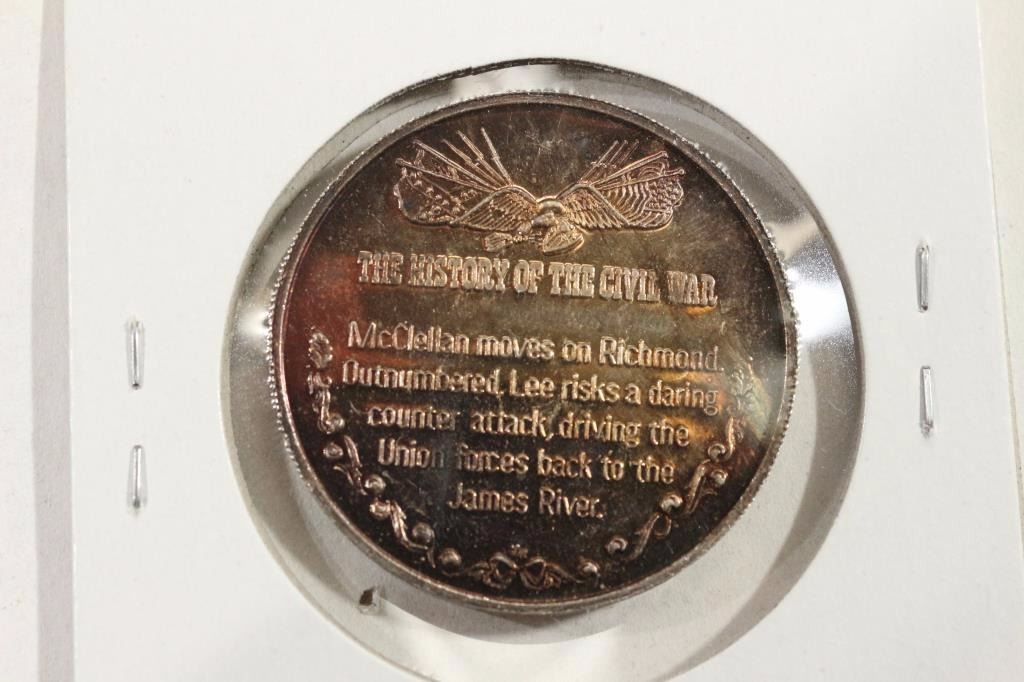 THE HISTORY OF THE CIVIL WAR
McClellan moves on Richmond.
Outnumbered, Lee risks a daring
counter attack, driving the
Union forces back to the
James River.